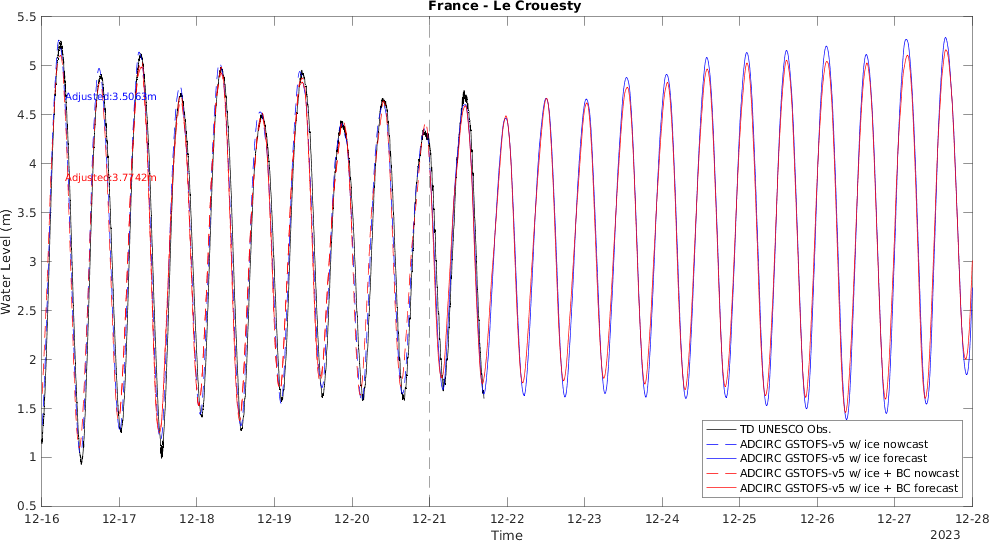 France - Le Crouesty
5.5
5
4.5
4
3.5
3
2.5
2
1.5
1
0.5
Water Level (m)
Adjusted:3.5063m
Adjusted:3.7742m
TD UNESCO Obs.
ADCIRC GSTOFS-v5 w/ ice nowcast
ADCIRC GSTOFS-v5 w/ ice forecast
ADCIRC GSTOFS-v5 w/ ice + BC nowcast
ADCIRC GSTOFS-v5 w/ ice + BC forecast
12-16 12-17 12-18 12-19 12-20 12-21 12-22 12-23 12-24 12-25 12-26 12-27 12-28
Time
2023